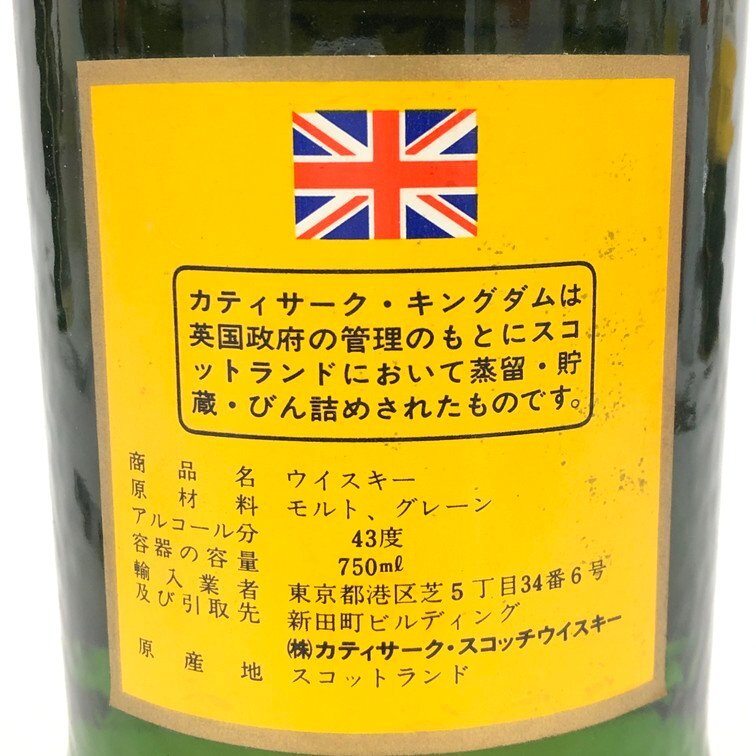 カティサーク・キングダムは
英国政府の管理のもとにスコ
ットランドにおいて蒸留・貯
蔵・びん詰めされたものです。
商品名 ウイスキー
原材料 モルト、グレーン
アルコール分 43度
容器の容量 750ml
輸入業者 東京都港区芝5丁目34番6号
及び引取先 新田町ビルディング
㈱カティサーク・スコッチウイスキー
原産地 スコットランド